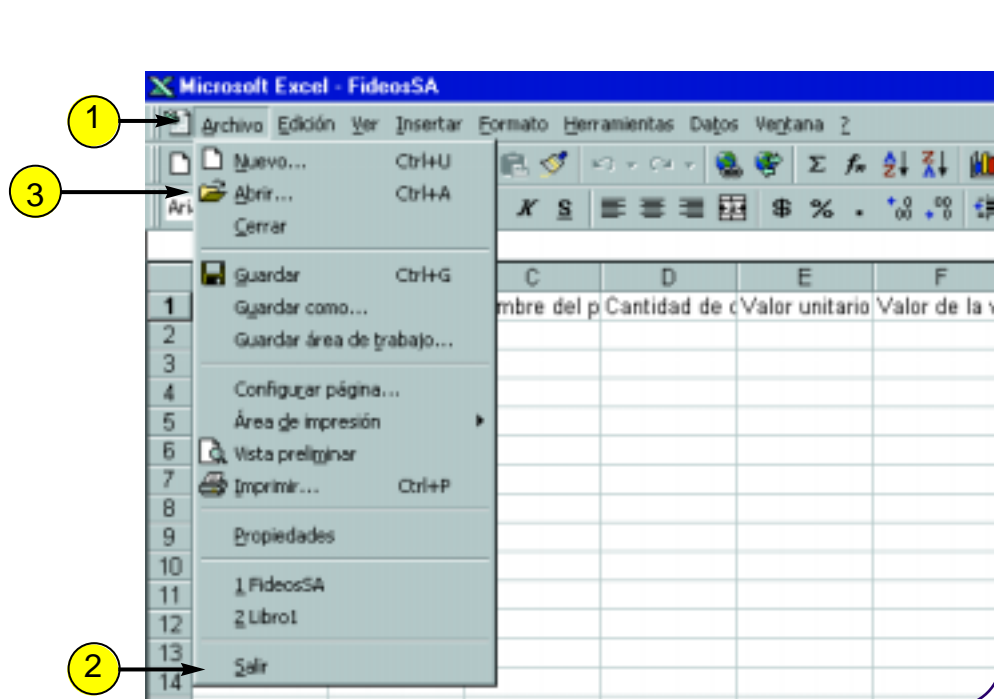 Microsoft Excel - FideosSA
1
Archivo Edición Ver Insertar Formato Herramientas Datos Ventana ?
Nuevo... Ctrl+U
3
Abrir... Ctrl+A
K S $ %
Cerrar
Guardar Ctrl+G
C D E F
Guardar como...
1 mbre del p Cantidad de c Valor unitario Valor de la v
2
Guardar área de trabajo...
3
Configurar página...
4
Área de impresión
5
6 Vista preliminar
7 Imprimir... Ctrl+P
8
9 Propiedades
10
1 FideosSA
11
2 Libro1
12
13
2 Salir
14